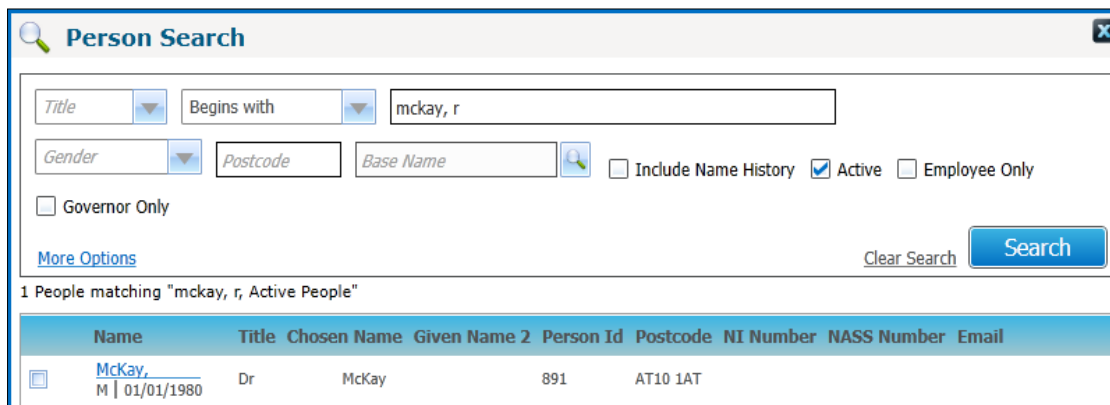 Person Search
Title Begins with mckay, r
Gender Postcode Base Name Include Name History Active Employee Only
Governor Only
More Options Clear Search Search
1 People matching "mckay, r, Active People"
Name Title Chosen Name Given Name 2 Person Id Postcode NI Number NASS Number Email
McKay, Dr McKay 891 AT10 1AT
M | 01/01/1980